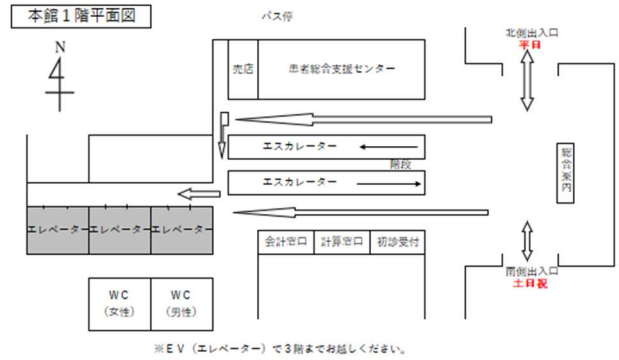 本館１階平面図
バス停
北側出入口
平日
N
売店
患者総合支援センター
エスカレーター
階段
エスカレーター
総合案内
エレベーター
エレベーター
エレベーター
会計窓口
計算窓口
初診受付
南側出入口
土日祝
ＷＣ
（女性）
ＷＣ
（男性）
※ＥＶ（エレベーター）で３階までお越しください。